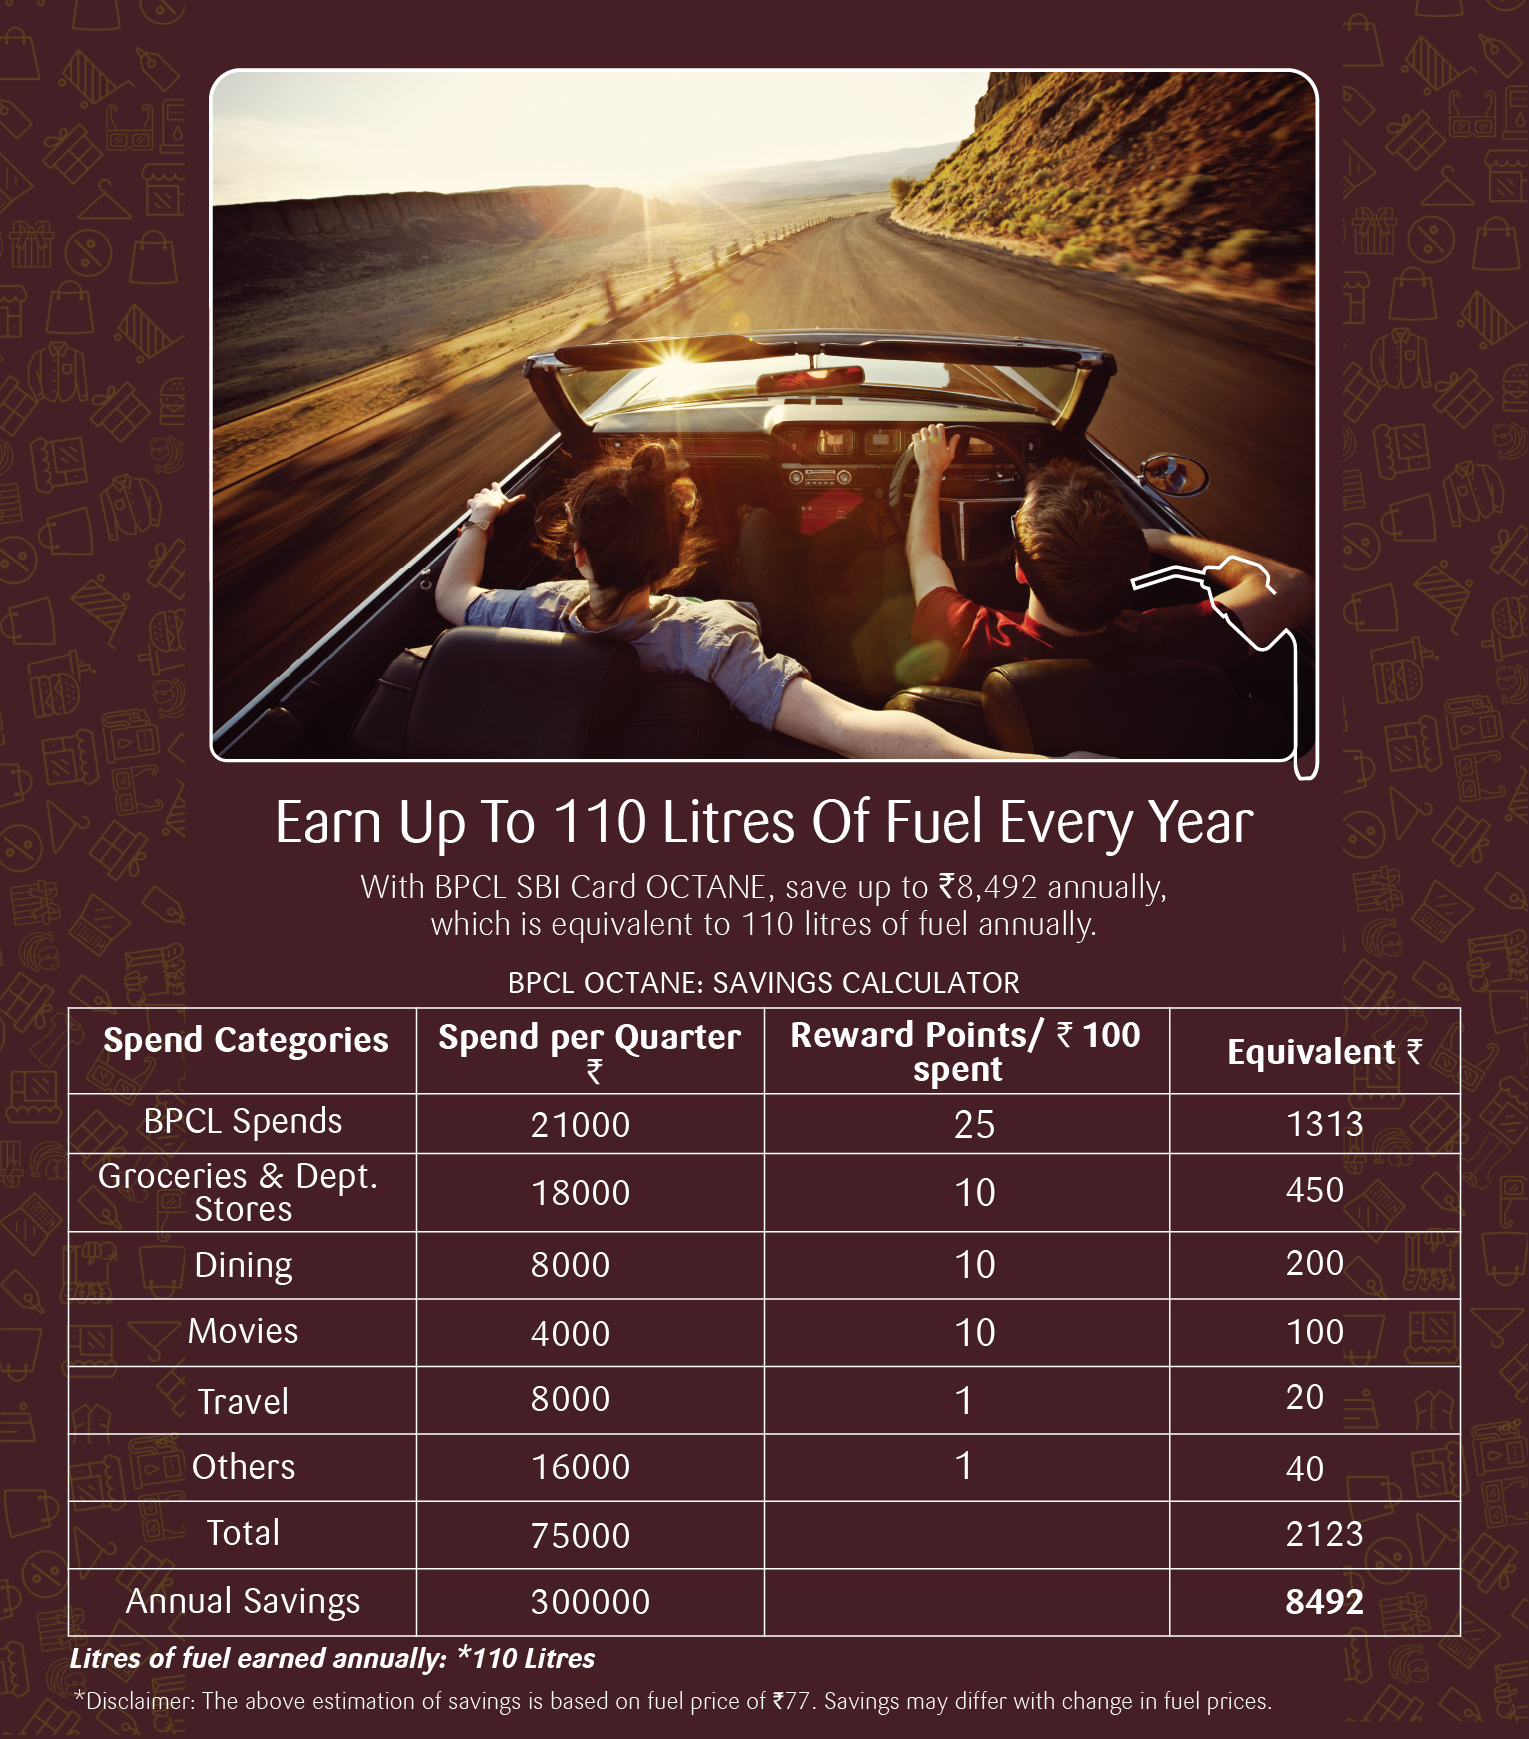 Earn Up To 110 Litres Of Fuel Every Year
With BPCL SBI Card OCTANE, save up to ₹8,492 annually,
which is equivalent to 110 litres of fuel annually.
BPCL OCTANE: SAVINGS CALCULATOR
Spend Categories Spend per Quarter ₹ Reward Points/ ₹ 100 spent Equivalent ₹
BPCL Spends 21000 25 1313
Groceries & Dept. Stores 18000 10 450
Dining 8000 10 200
Movies 4000 10 100
Travel 8000 1 20
Others 16000 1 40
Total 75000 2123
Annual Savings 300000 8492
Litres of fuel earned annually: *110 Litres
*Disclaimer: The above estimation of savings is based on fuel price of ₹77. Savings may differ with change in fuel prices.